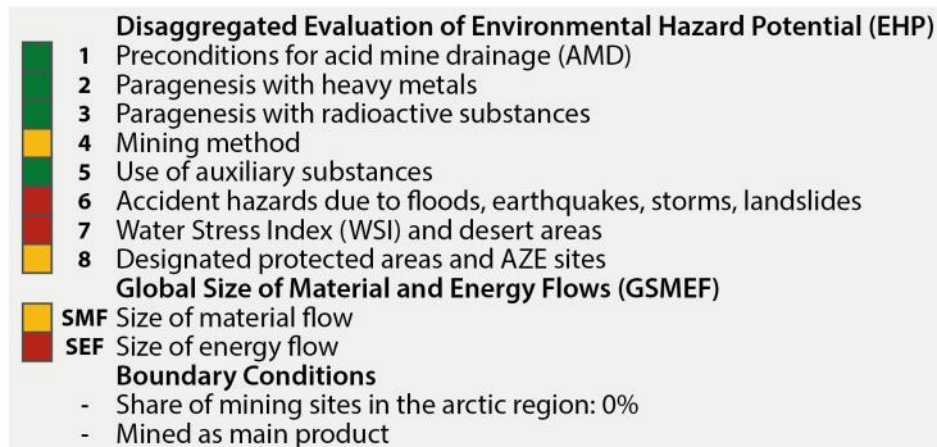 Disaggregated Evaluation of Environmental Hazard Potential (EHP)
1 Preconditions for acid mine drainage (AMD)
2 Paragenesis with heavy metals
3 Paragenesis with radioactive substances
4 Mining method
5 Use of auxiliary substances
6 Accident hazards due to floods, earthquakes, storms, landslides
7 Water Stress Index (WSI) and desert areas
8 Designated protected areas and AZE sites
Global Size of Material and Energy Flows (GSMEF)
SMF Size of material flow
SEF Size of energy flow
Boundary Conditions
- Share of mining sites in the arctic region: 0%
- Mined as main product